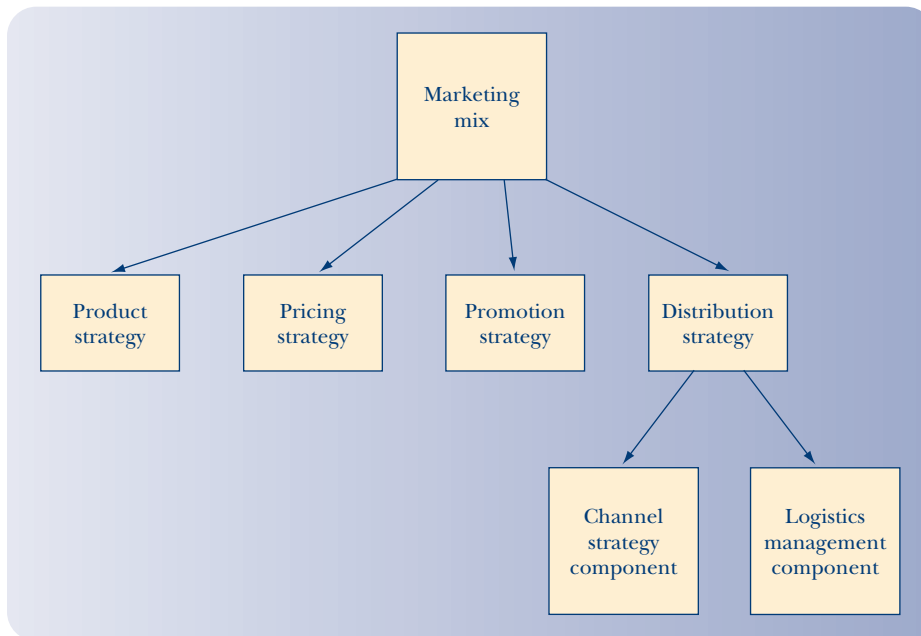 Marketing
mix
Product
strategy
Pricing
strategy
Promotion
strategy
Distribution
strategy
Channel
strategy
component
Logistics
management
component